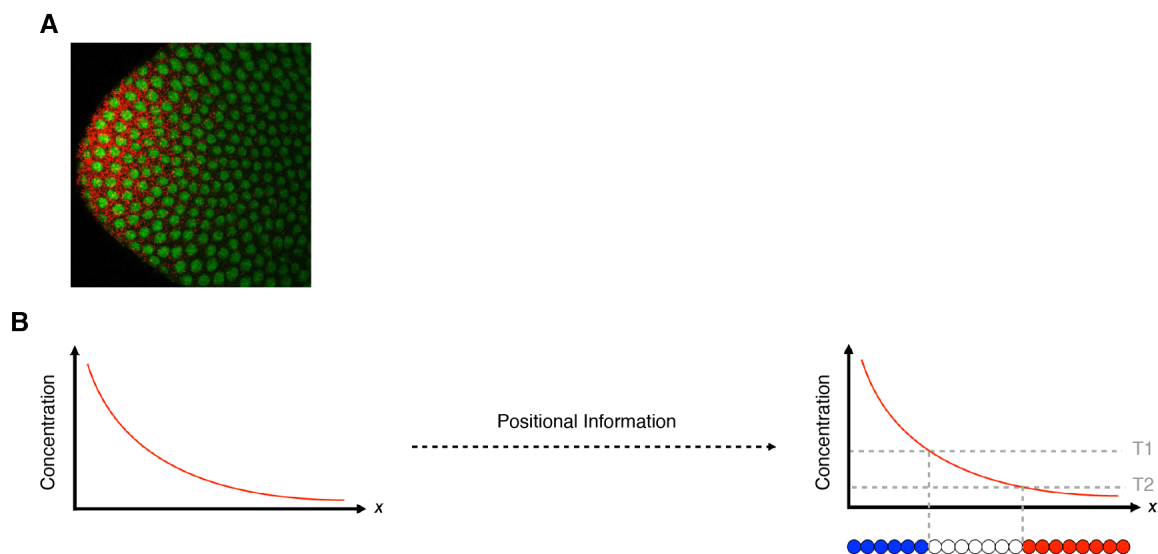 A
B
Concentration
x
Positional Information
Concentration
T1
T2
x